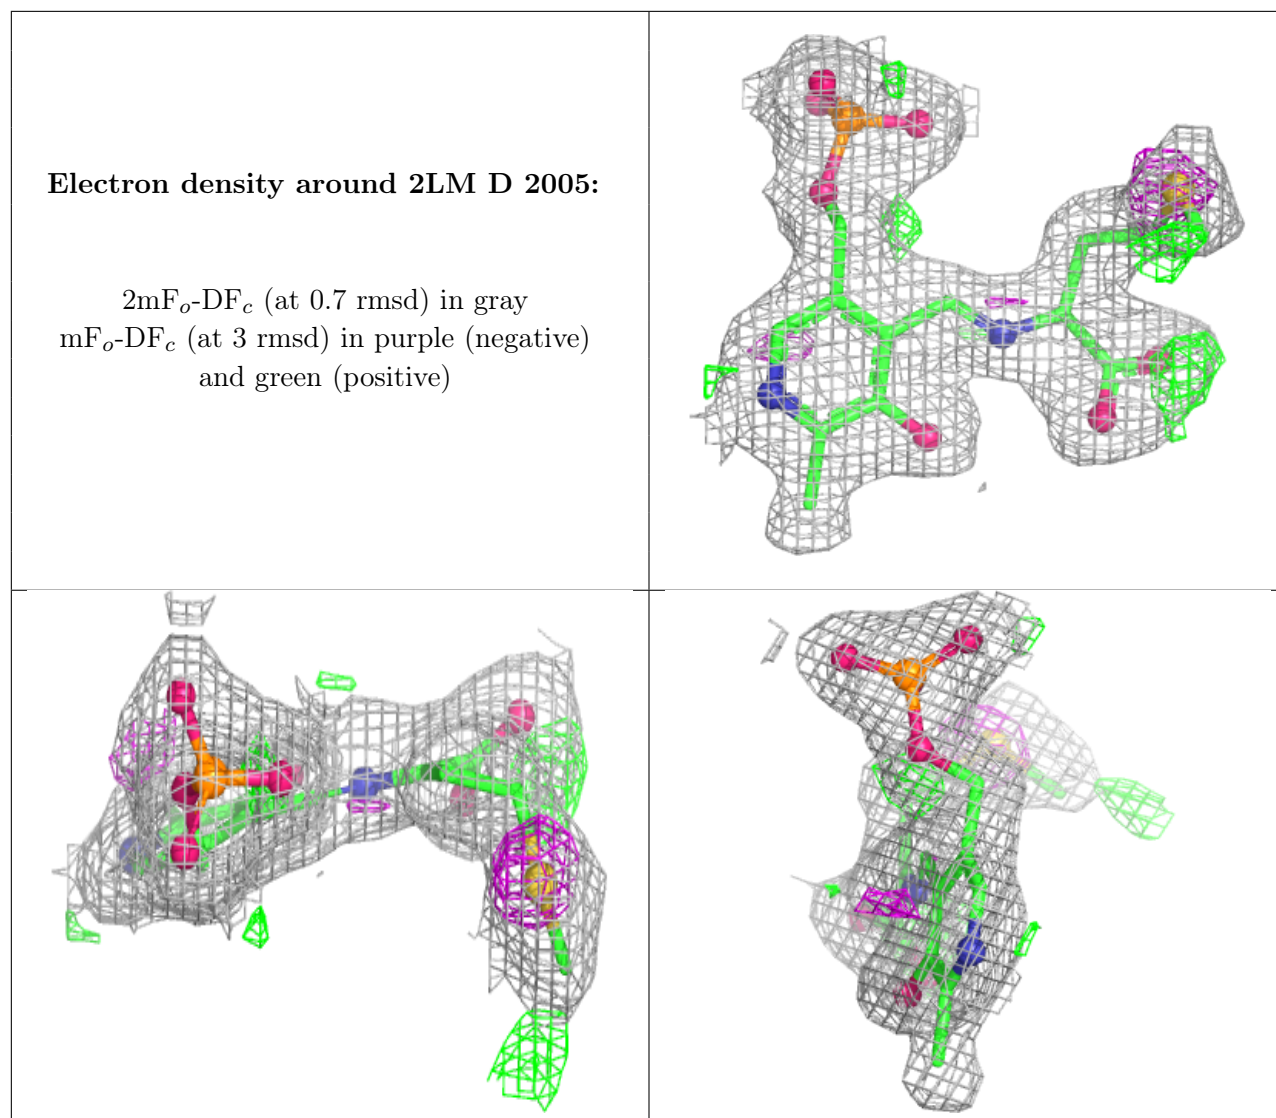 Electron density around 2LM D 2005:
2mFₒ-DF𝒸 (at 0.7 rmsd) in gray
mFₒ-DF𝒸 (at 3 rmsd) in purple (negative)
and green (positive)